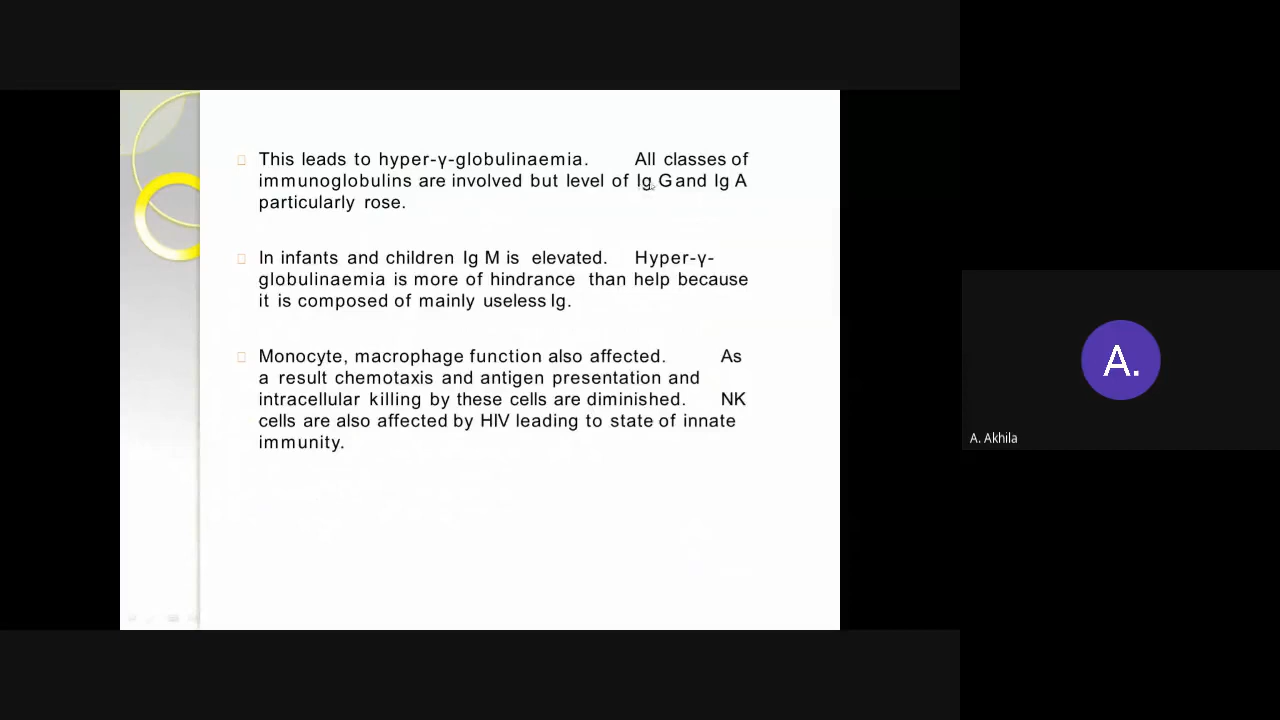 This leads to hyper-γ-globulinaemia. All classes of
immunoglobulins are involved but level of Ig G and Ig A
particularly rose.
In infants and children Ig M is elevated. Hyper-γ-
globulinaemia is more of hindrance than help because
it is composed of mainly useless Ig.
Monocyte, macrophage function also affected. As
a result chemotaxis and antigen presentation and
intracellular killing by these cells are diminished. NK
cells are also affected by HIV leading to state of innate
immunity.
A.
A. Akhila